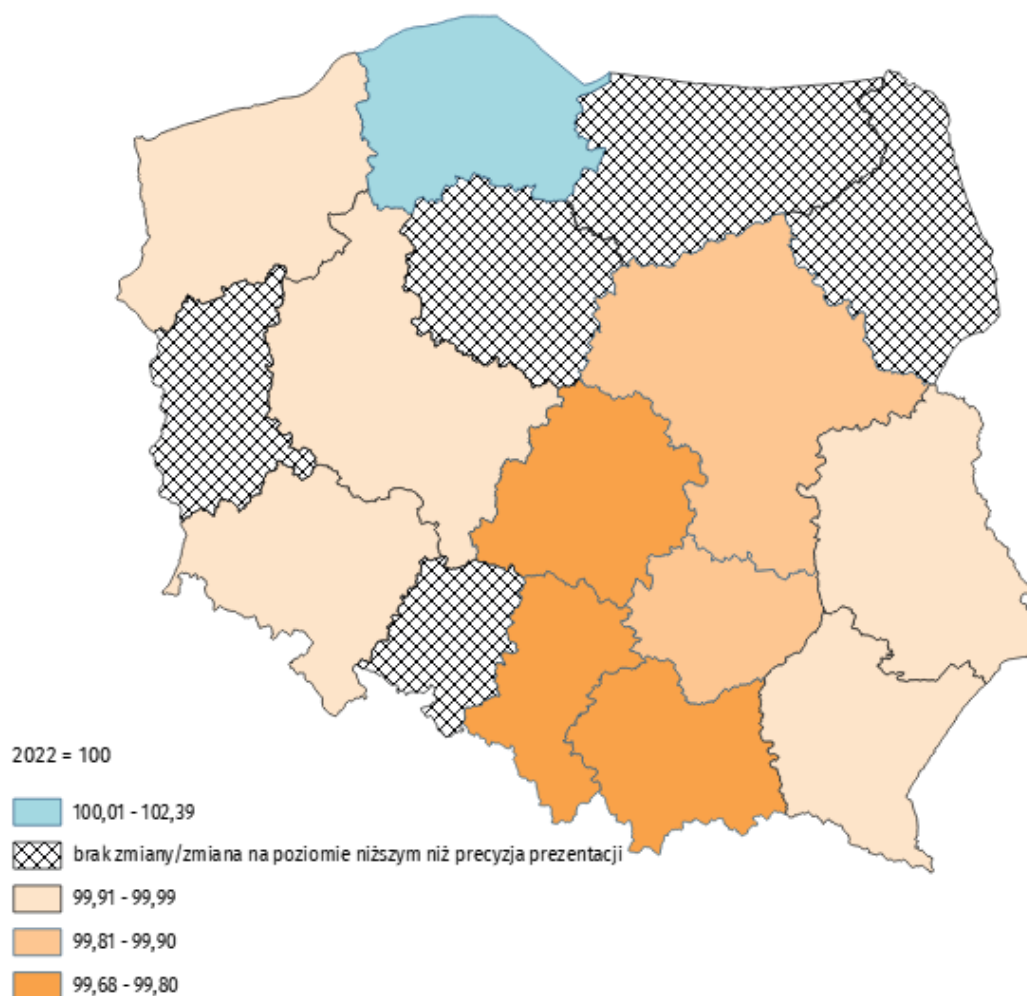 2022 = 100
100,01 - 102,39
brak zmiany/zmiana na poziomie niższym niż precyzja prezentacji
99,91 - 99,99
99,81 - 99,90
99,68 - 99,80